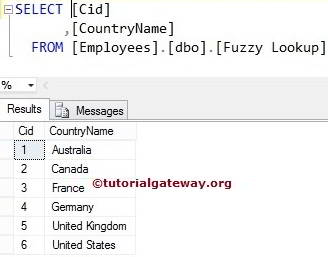 SELECT [Cid]
,[CountryName]
FROM [Employees].[dbo].[Fuzzy Lookup]
%
Results Messages
Cid CountryName
1 Australia
2 Canada
3 France
©tutorialgateway.org
4 Germany
5 United Kingdom
6 United States